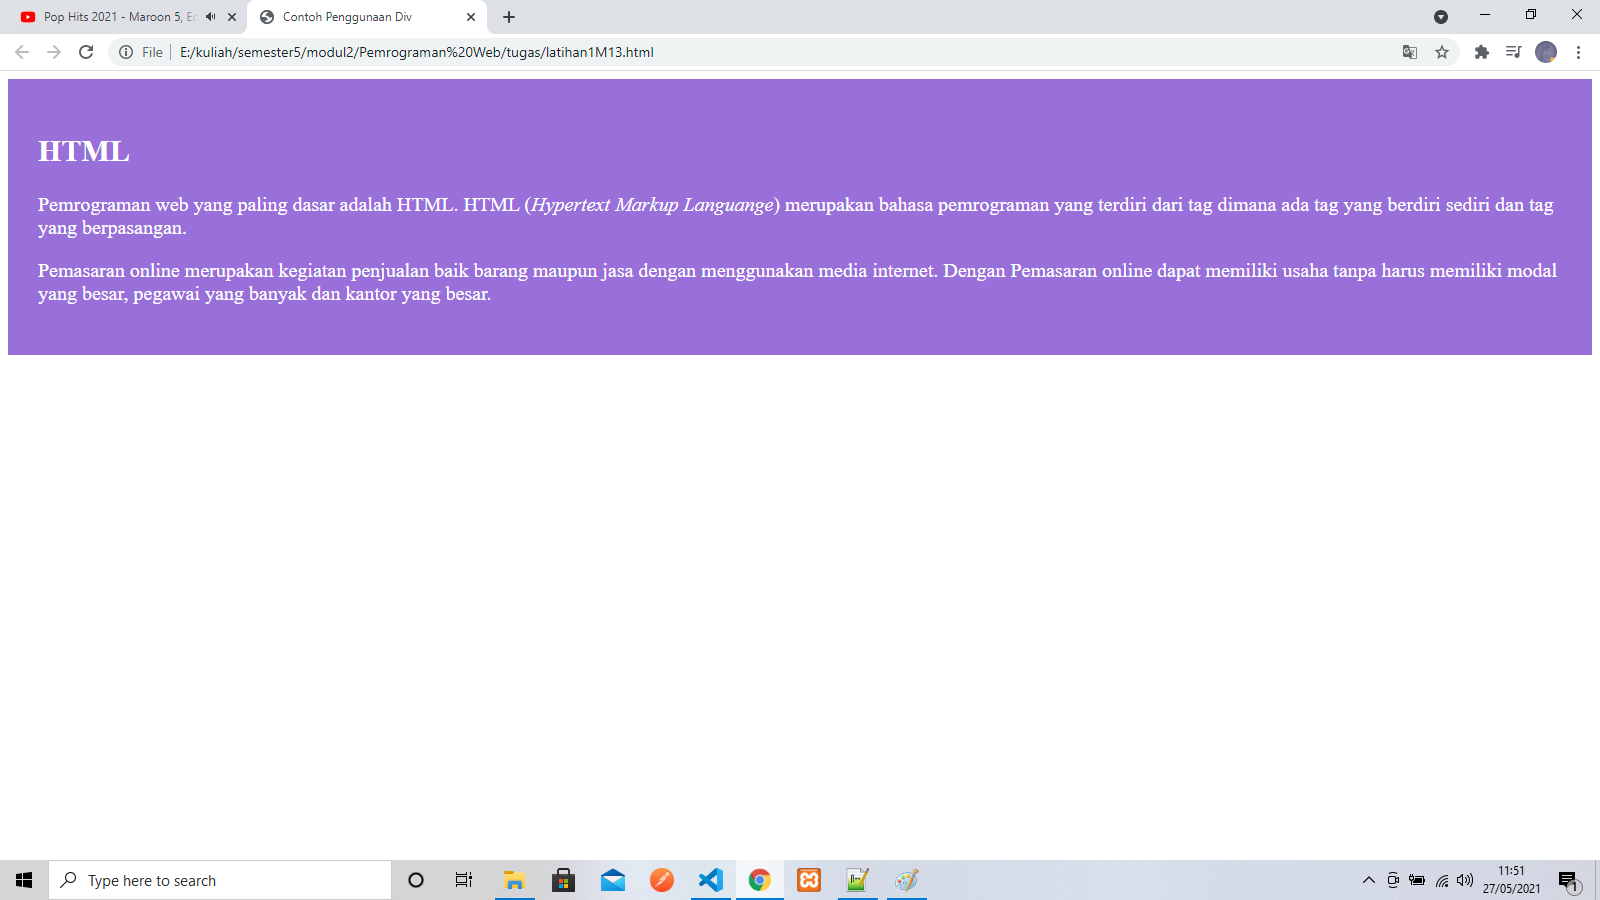 Pop Hits 2021 - Maroon 5, Ed
Contoh Penggunaan Div
File
E:/kuliah/semester5/modul2/Pemrograman%20Web/tugas/latihan1M13.html
HTML
Pemrograman web yang paling dasar adalah HTML. HTML (Hypertext Markup Languange) merupakan bahasa pemrograman yang terdiri dari tag dimana ada tag yang berdiri sediri dan tag
yang berpasangan.
Pemasaran online merupakan kegiatan penjualan baik barang maupun jasa dengan menggunakan media internet. Dengan Pemasaran online dapat memiliki usaha tanpa harus memiliki modal
yang besar, pegawai yang banyak dan kantor yang besar.
Type here to search
11:51
27/05/2021
1